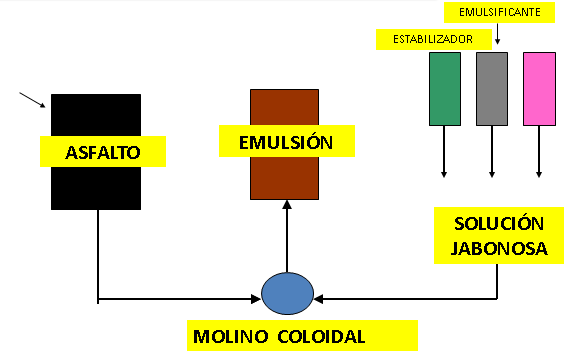 EMULSIFICANTE
ESTABILIZADOR
ASFALTO
EMULSIÓN
SOLUCIÓN
JABONOSA
MOLINO COLOIDAL